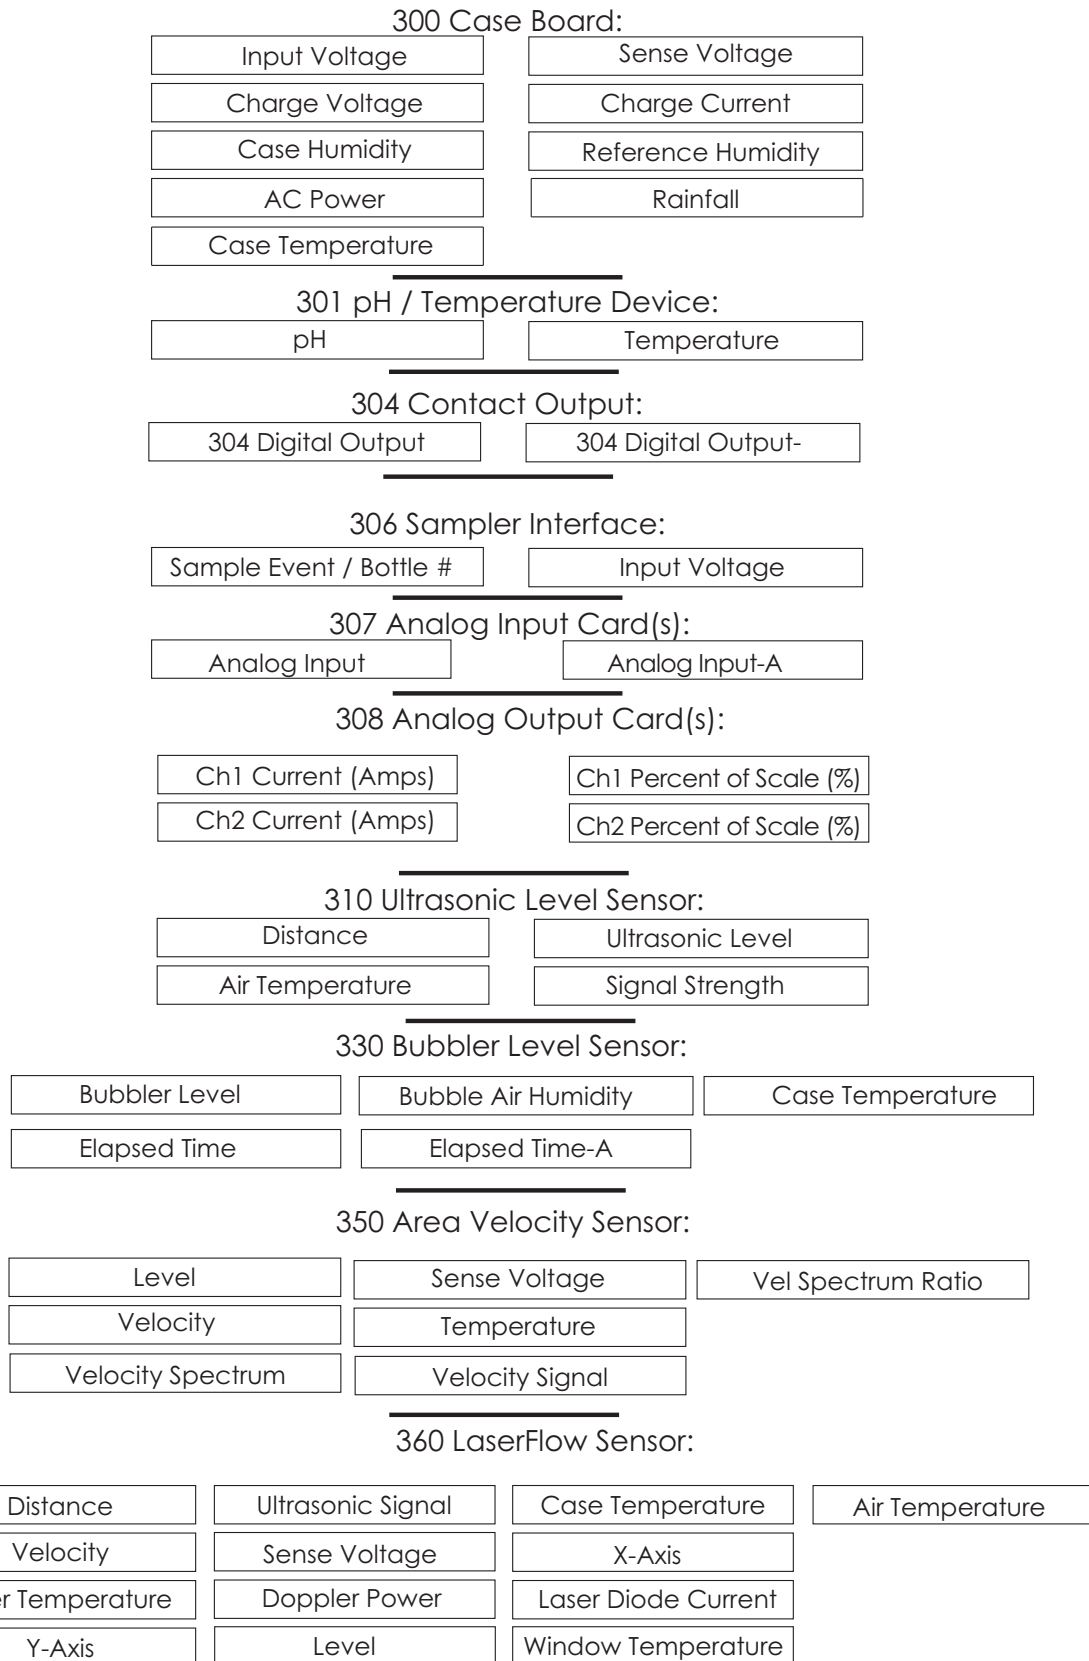 300 Case Board:
Input Voltage Sense Voltage
Charge Voltage Charge Current
Case Humidity Reference Humidity
AC Power Rainfall
Case Temperature
301 pH / Temperature Device:
pH Temperature
304 Contact Output:
304 Digital Output 304 Digital Output-
306 Sampler Interface:
Sample Event / Bottle # Input Voltage
307 Analog Input Card(s):
Analog Input Analog Input-A
308 Analog Output Card(s):
Ch1 Current (Amps) Ch1 Percent of Scale (%)
Ch2 Current (Amps) Ch2 Percent of Scale (%)
310 Ultrasonic Level Sensor:
Distance Ultrasonic Level
Air Temperature Signal Strength
330 Bubbler Level Sensor:
Bubbler Level Bubble Air Humidity Case Temperature
Elapsed Time Elapsed Time-A
350 Area Velocity Sensor:
Level Sense Voltage Vel Spectrum Ratio
Velocity Temperature
Velocity Spectrum Velocity Signal
360 LaserFlow Sensor:
Distance Ultrasonic Signal Case Temperature Air Temperature
Velocity Sense Voltage X-Axis
Temperature Doppler Power Laser Diode Current
Y-Axis Level Window Temperature